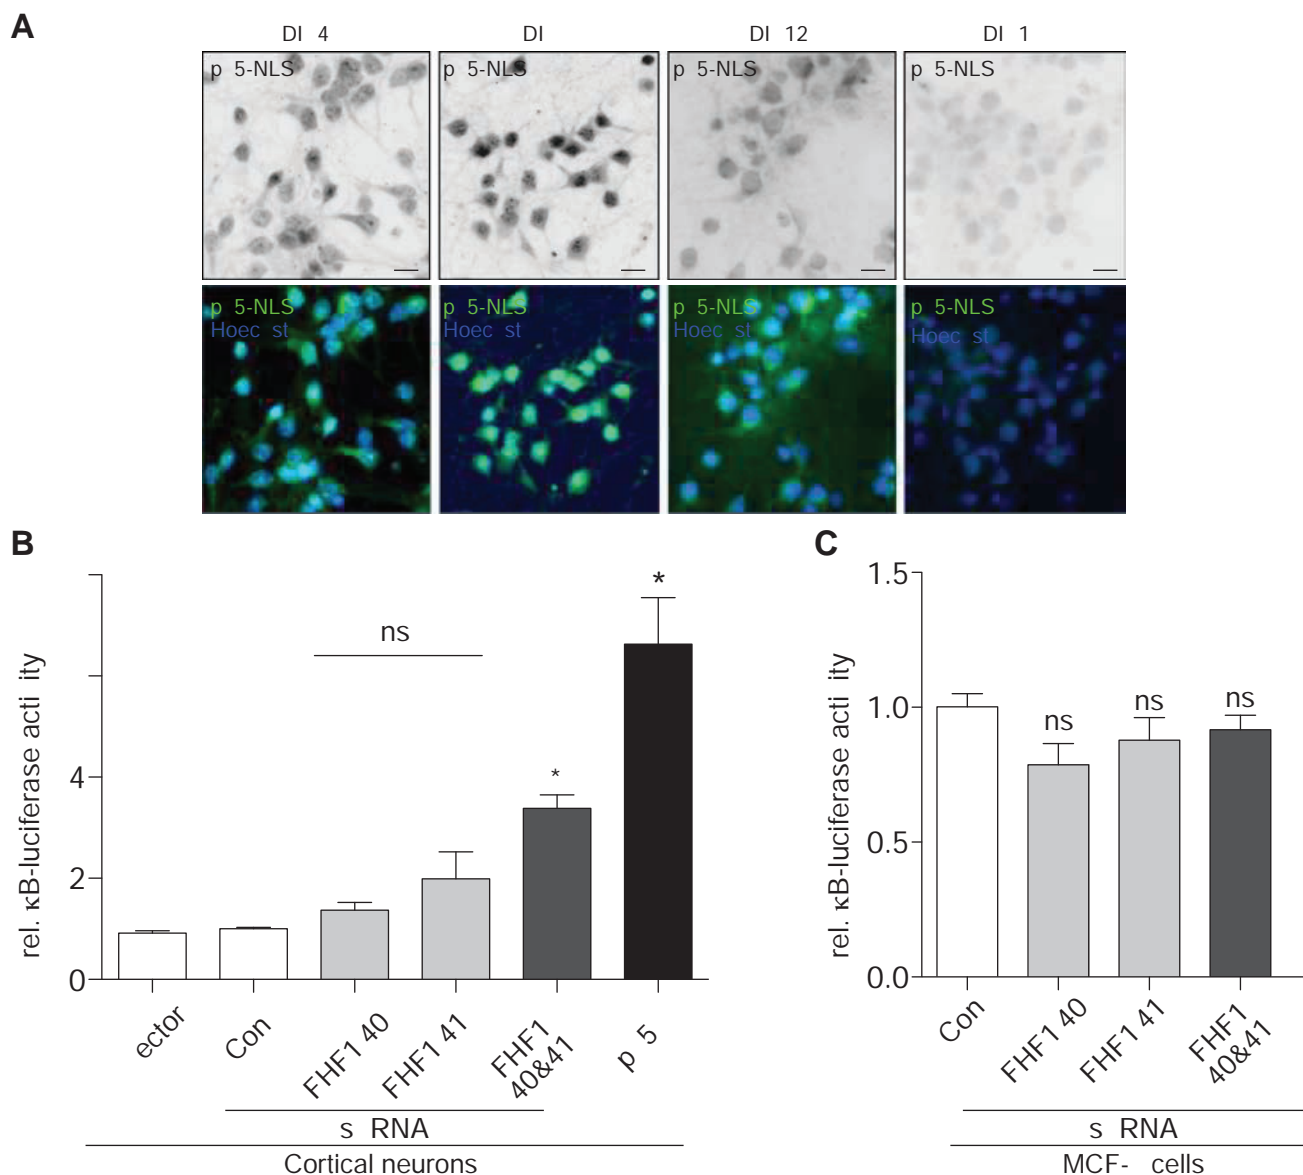 A
DI 4
DI
DI 12
DI 1
p 5-NLS
p 5-NLS
p 5-NLS
p 5-NLS
p 5-NLS
Hoec st
p 5-NLS
Hoec st
p 5-NLS
Hoec st
p 5-NLS
Hoec st
B
rel. κB-luciferase acti ity
4
2
0
ns
*
*
ector
Con
FHF1 40
FHF1 41
FHF1
40&41
p 5
s RNA
Cortical neurons
C
rel. κB-luciferase acti ity
1.5
1.0
0.5
0.0
ns
ns
ns
Con
FHF1 40
FHF1 41
FHF1
40&41
s RNA
MCF- cells